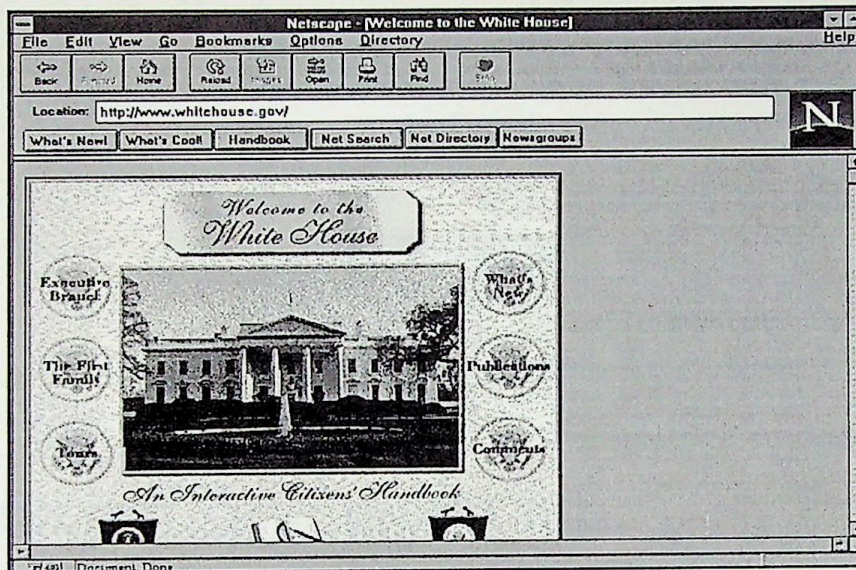 Netscape - [Welcome to the White House]
File Edit View Go Bookmarks Options Directory Help
Back Forward Home Reload Images Open Print Find Stop
Location: http://www.whitehouse.gov/
What's New! What's Cool! Handbook Net Search Net Directory Newsgroups
N
Welcome to the
White House
Executive
Branch
What's
New
The First
Family
Publications
Tours
Comments
An Interactive Citizens' Handbook
Document Done